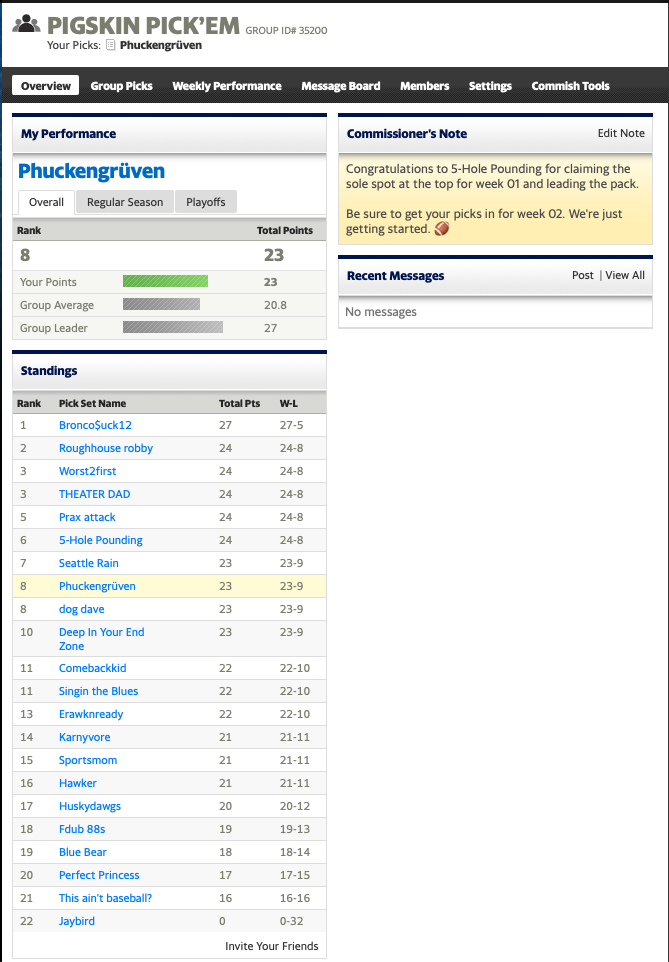 PIGSKIN PICK'EM GROUP ID# 35200
Your Picks: Phuckengrüven
Overview Group Picks Weekly Performance Message Board Members Settings Commish Tools
My Performance
Phuckengrüven
Overall Regular Season Playoffs
Rank Total Points
8 23
Your Points 23
Group Average 20.8
Group Leader 27
Standings
Rank Pick Set Name Total Pts W-L
1 Bronco$uck12 27 27-5
2 Roughhouse robby 24 24-8
3 Worst2first 24 24-8
3 THEATER DAD 24 24-8
5 Prax attack 24 24-8
6 5-Hole Pounding 24 24-8
7 Seattle Rain 23 23-9
8 Phuckengrüven 23 23-9
8 dog dave 23 23-9
10 Deep In Your End 23 23-9
Zone
11 Comebackkid 22 22-10
11 Singin the Blues 22 22-10
13 Erawknready 22 22-10
14 Karnyvore 21 21-11
15 Sportsmom 21 21-11
16 Hawker 21 21-11
17 Huskydawgs 20 20-12
18 Fdub 88s 19 19-13
19 Blue Bear 18 18-14
20 Perfect Princess 17 17-15
21 This ain't baseball? 16 16-16
22 Jaybird 0 0-32
Invite Your Friends
Commissioner's Note Edit Note
Congratulations to 5-Hole Pounding for claiming the
sole spot at the top for week 01 and leading the pack.
Be sure to get your picks in for week 02. We're just
getting started. 🏈
Recent Messages Post | View All
No messages